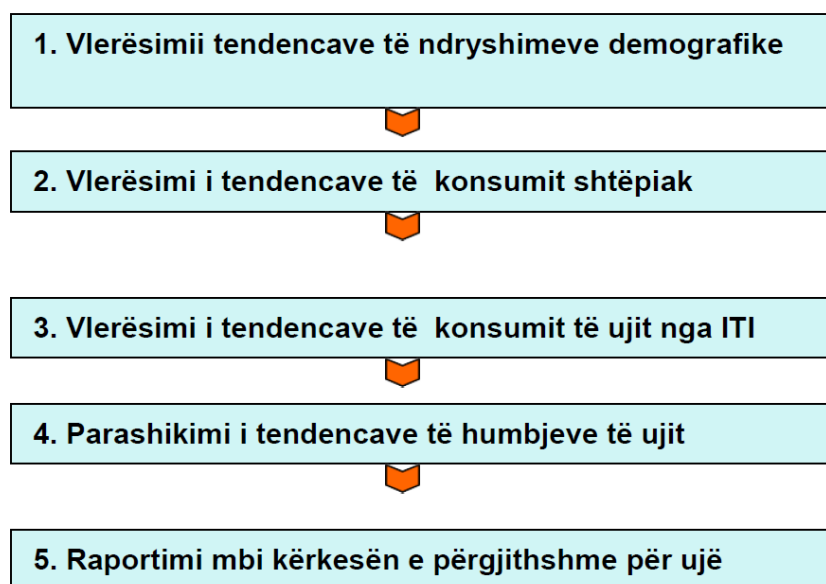 1. Vlerësimii tendencave të ndryshimeve demografike
2. Vlerësimi i tendencave të konsumit shtëpiak
3. Vlerësimi i tendencave të konsumit të ujit nga ITI
4. Parashikimi i tendencave të humbjeve të ujit
5. Raportimi mbi kërkesën e përgjithshme për ujë